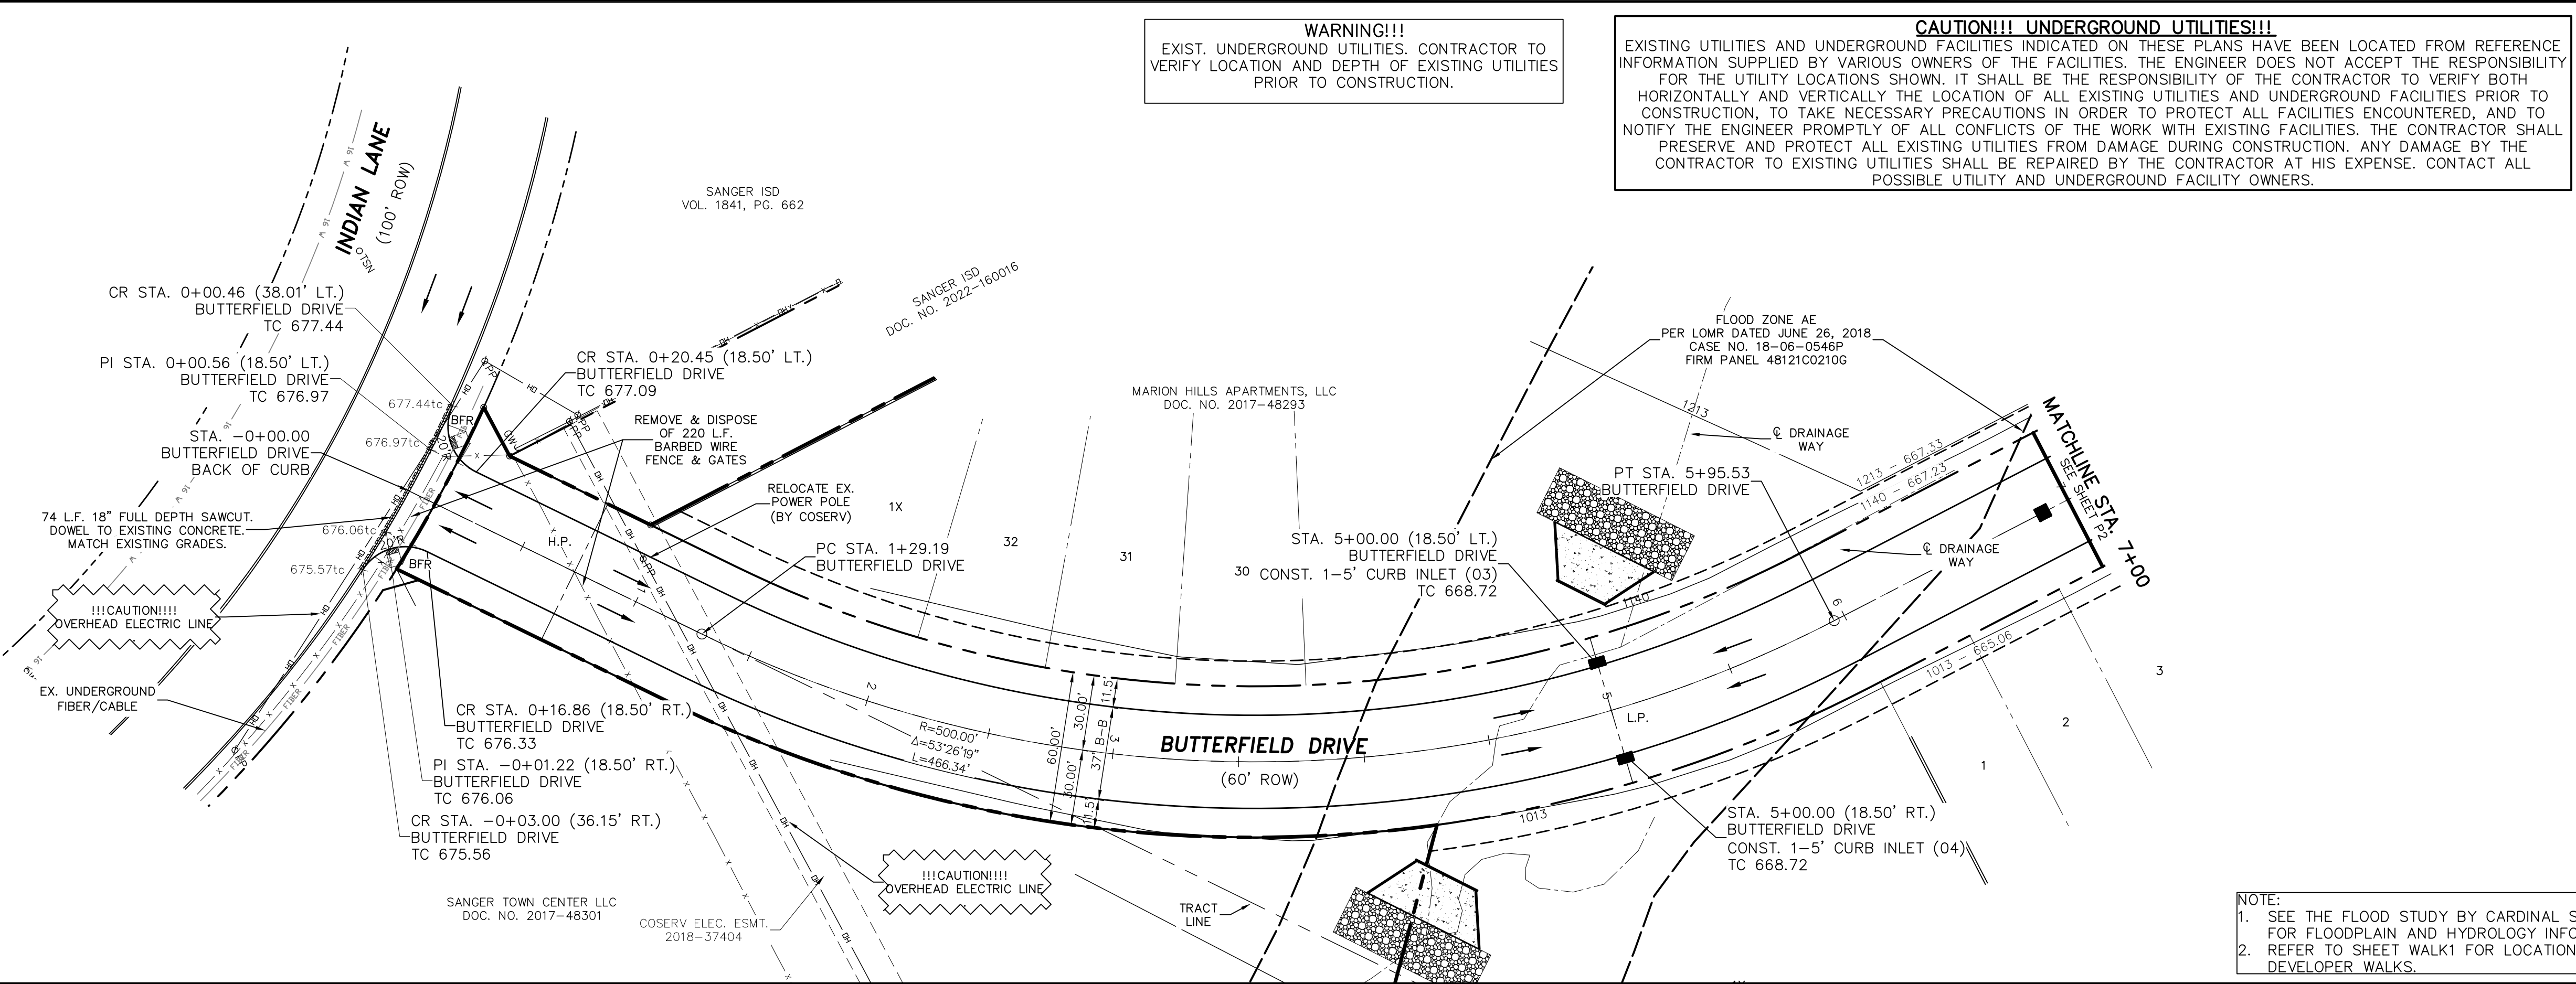 WARNING!!!
EXIST. UNDERGROUND UTILITIES. CONTRACTOR TO
VERIFY LOCATION AND DEPTH OF EXISTING UTILITIES
PRIOR TO CONSTRUCTION.
CAUTION!!! UNDERGROUND UTILITIES!!!
EXISTING UTILITIES AND UNDERGROUND FACILITIES INDICATED ON THESE PLANS HAVE BEEN LOCATED FROM REFERENCE
INFORMATION SUPPLIED BY VARIOUS OWNERS OF THE FACILITIES. THE ENGINEER DOES NOT ACCEPT THE RESPONSIBILITY
FOR THE UTILITY LOCATIONS SHOWN. IT SHALL BE THE RESPONSIBILITY OF THE CONTRACTOR TO VERIFY BOTH
HORIZONTALLY AND VERTICALLY THE LOCATION OF ALL EXISTING UTILITIES AND UNDERGROUND FACILITIES PRIOR TO
CONSTRUCTION, TO TAKE NECESSARY PRECAUTIONS IN ORDER TO PROTECT ALL FACILITIES ENCOUNTERED, AND TO
NOTIFY THE ENGINEER PROMPTLY OF ALL CONFLICTS OF THE WORK WITH EXISTING FACILITIES. THE CONTRACTOR SHALL
PRESERVE AND PROTECT ALL EXISTING UTILITIES FROM DAMAGE DURING CONSTRUCTION. ANY DAMAGE BY THE
CONTRACTOR TO EXISTING UTILITIES SHALL BE REPAIRED BY THE CONTRACTOR AT HIS EXPENSE. CONTACT ALL
POSSIBLE UTILITY AND UNDERGROUND FACILITY OWNERS.
INDIAN LANE
(100' ROW)
SANGER ISD
VOL. 1841, PG. 662
SANGER ISD
DOC. NO. 2022-160016
CR STA. 0+00.46 (38.01' LT.)
BUTTERFIELD DRIVE
TC 677.44
PI STA. 0+00.56 (18.50' LT.)
BUTTERFIELD DRIVE
TC 676.97
STA. -0+00.00
BUTTERFIELD DRIVE
BACK OF CURB
74 L.F. 18" FULL DEPTH SAWCUT.
DOWEL TO EXISTING CONCRETE.
MATCH EXISTING GRADES.
677.44tc
676.97tc
676.06tc
675.57tc
BFR
20'R
20'R
BFR
!!!CAUTION!!!!
OVERHEAD ELECTRIC LINE
EX. UNDERGROUND
FIBER/CABLE
CR STA. 0+20.45 (18.50' LT.)
BUTTERFIELD DRIVE
TC 677.09
REMOVE & DISPOSE
OF 220 L.F.
BARBED WIRE
FENCE & GATES
RELOCATE EX.
POWER POLE
(BY COSERV)
H.P.
PC STA. 1+29.19
BUTTERFIELD DRIVE
1X
32
31
30
MARION HILLS APARTMENTS, LLC
DOC. NO. 2017-48293
FLOOD ZONE AE
PER LOMR DATED JUNE 26, 2018
CASE NO. 18-06-0546P
FIRM PANEL 48121C0210G
1213
℄ DRAINAGE
WAY
PT STA. 5+95.53
BUTTERFIELD DRIVE
1213 - 667.33
1140 - 667.23
MATCHLINE STA. 7+00
SEE SHEET P2
STA. 5+00.00 (18.50' LT.)
BUTTERFIELD DRIVE
CONST. 1-5' CURB INLET (03)
TC 668.72
1140
℄ DRAINAGE
WAY
1013 - 665.06
1
2
3
5
6
L.P.
CR STA. 0+16.86 (18.50' RT.)
BUTTERFIELD DRIVE
TC 676.33
PI STA. -0+01.22 (18.50' RT.)
BUTTERFIELD DRIVE
TC 676.06
CR STA. -0+03.00 (36.15' RT.)
BUTTERFIELD DRIVE
TC 675.56
1
2
3
R=500.00'
Δ=53°26'19"
L=466.34'
60.00'
30.00'
30.00'
11.5'
37' B-B
11.5'
BUTTERFIELD DRIVE
(60' ROW)
1013
STA. 5+00.00 (18.50' RT.)
BUTTERFIELD DRIVE
CONST. 1-5' CURB INLET (04)
TC 668.72
SANGER TOWN CENTER LLC
DOC. NO. 2017-48301
COSERV ELEC. ESMT.
2018-37404
!!!CAUTION!!!!
OVERHEAD ELECTRIC LINE
TRACT
LINE
NOTE:
1. SEE THE FLOOD STUDY BY CARDINAL S
FOR FLOODPLAIN AND HYDROLOGY INFO
2. REFER TO SHEET WALK1 FOR LOCATION
DEVELOPER WALKS.